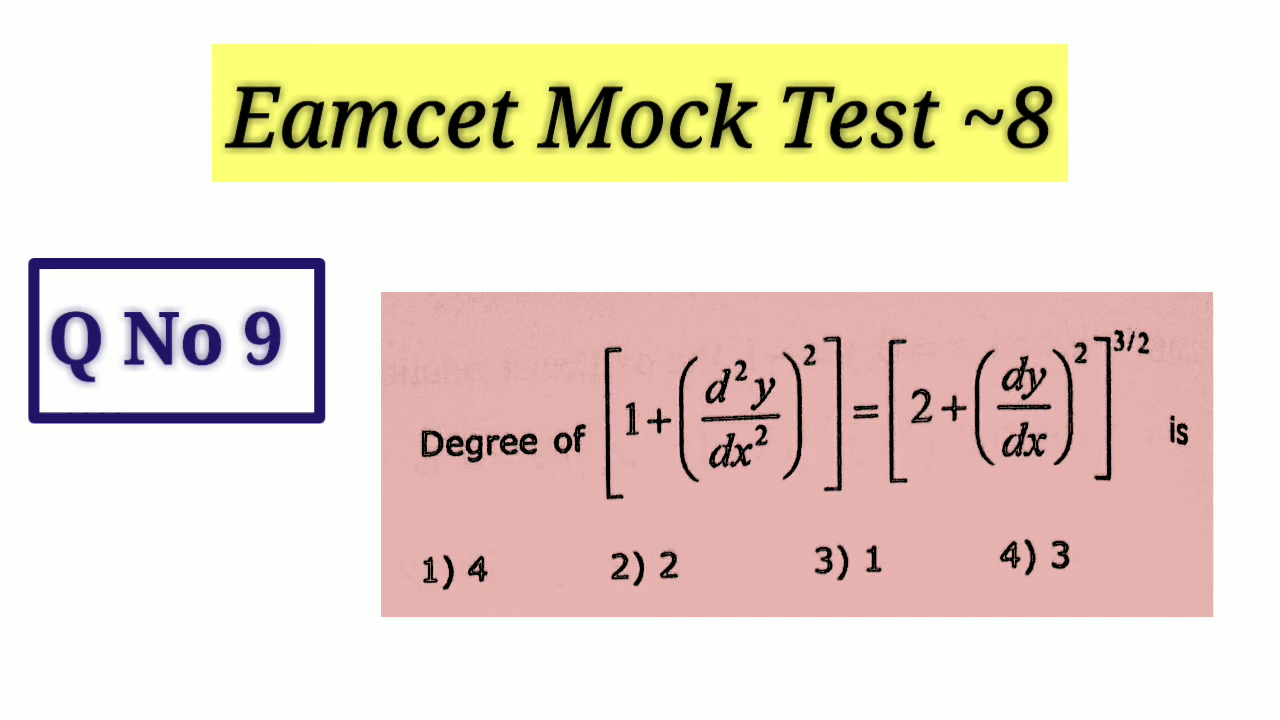 Eamcet Mock Test ~8
Q No 9
Degree of [1+(d²y/dx²)²]=[2+(dy/dx)²]^3/2 is
1) 4 2) 2 3) 1 4) 3